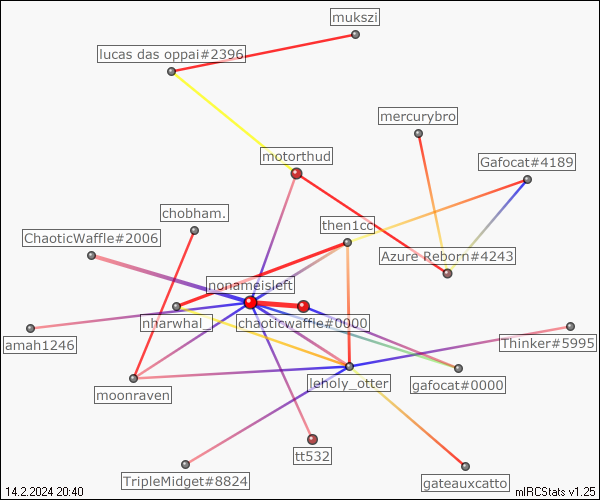 mukszi
lucas das oppai#2396
mercurybro
motorthud
Gafocat#4189
chobham.
then1cc
ChaoticWaffle#2006
Azure Reborn#4243
nonameisleft
nharwhal_
chaoticwaffle#0000
amah1246
Thinker#5995
leholy_otter
gafocat#0000
moonraven
tt532
TripleMidget#8824
gateauxcatto
14.2.2024 20:40
mIRCStats v1.25